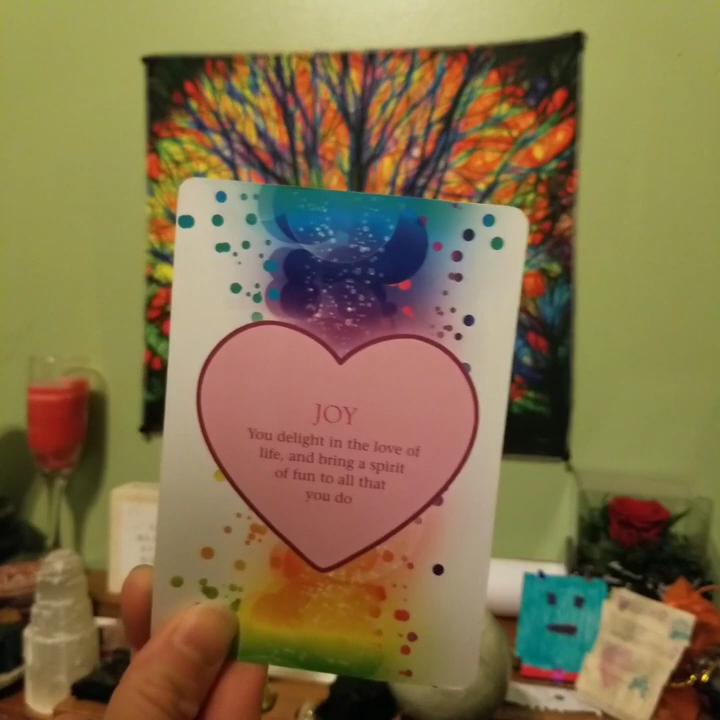 JOY
You delight in the love of
life, and bring a spirit
of fun to all that
you do